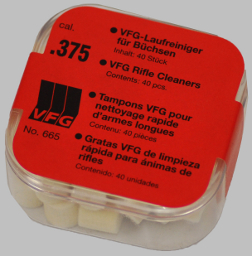 cal.
.375
VFG
No. 665
• VFG-Laufreiniger
für Büchsen
Inhalt: 40 Stück
• VFG Rifle Cleaners
Contents: 40 pcs.
• Tampons VFG pour
nettoyage rapide
d'armes longues
Contenu: 40 pièces
• Gratas VFG de limpieza
rápida para ánimas de
rifles
Contenido: 40 unidades